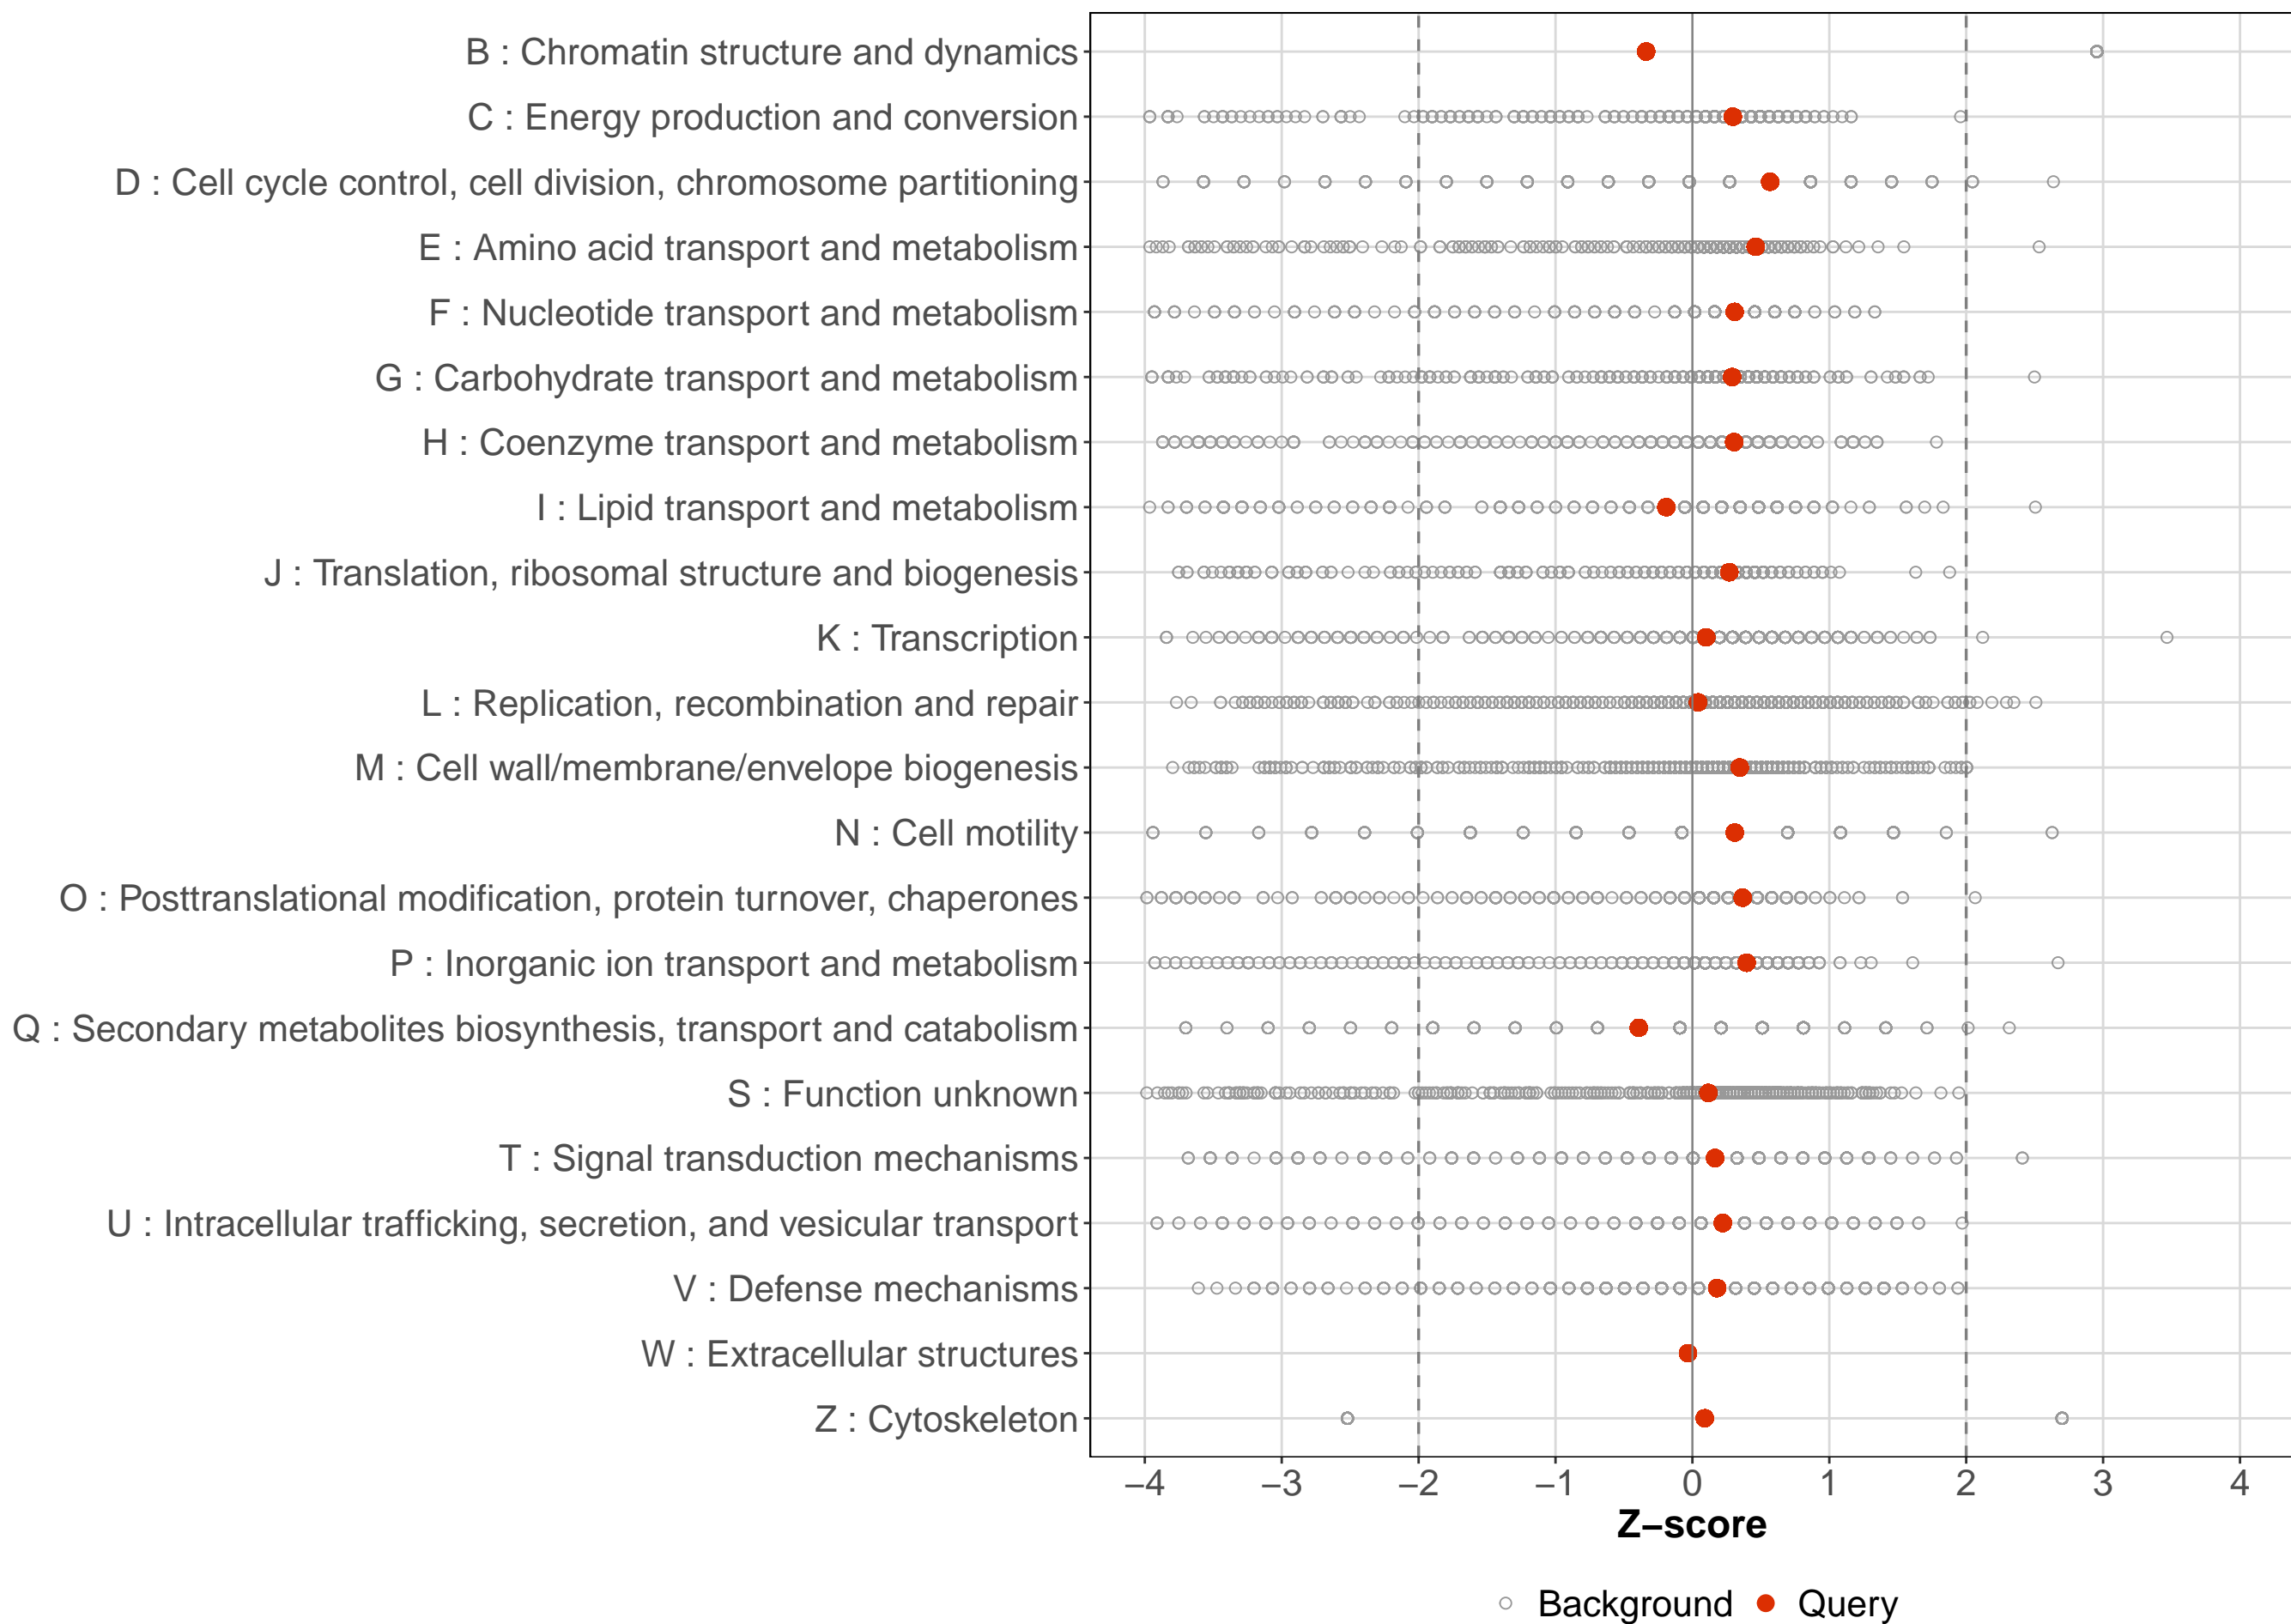 B : Chromatin structure and dynamics
C : Energy production and conversion
D : Cell cycle control, cell division, chromosome partitioning
E : Amino acid transport and metabolism
F : Nucleotide transport and metabolism
G : Carbohydrate transport and metabolism
H : Coenzyme transport and metabolism
I : Lipid transport and metabolism
J : Translation, ribosomal structure and biogenesis
K : Transcription
L : Replication, recombination and repair
M : Cell wall/membrane/envelope biogenesis
N : Cell motility
O : Posttranslational modification, protein turnover, chaperones
P : Inorganic ion transport and metabolism
Q : Secondary metabolites biosynthesis, transport and catabolism
S : Function unknown
T : Signal transduction mechanisms
U : Intracellular trafficking, secretion, and vesicular transport
V : Defense mechanisms
W : Extracellular structures
Z : Cytoskeleton
−4 −3 −2 −1 0 1 2 3 4
Z−score
Background Query